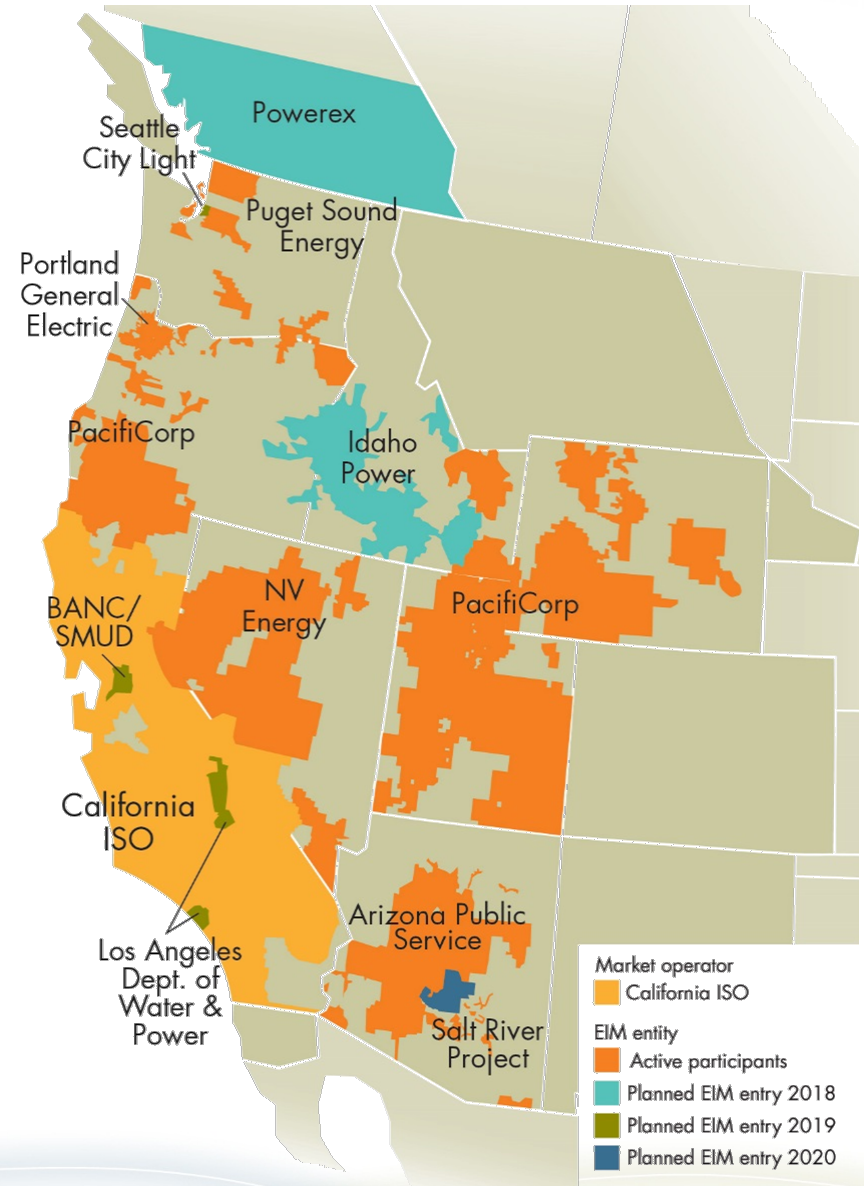 Powerex
Seattle
City Light
Puget Sound
Energy
Portland
General
Electric
PacifiCorp
Idaho
Power
NV
Energy
PacifiCorp
BANC/
SMUD
California
ISO
Arizona Public
Service
Los Angeles
Dept. of
Water &
Power
Salt River
Project
Market operator
California ISO
EIM entity
Active participants
Planned EIM entry 2018
Planned EIM entry 2019
Planned EIM entry 2020